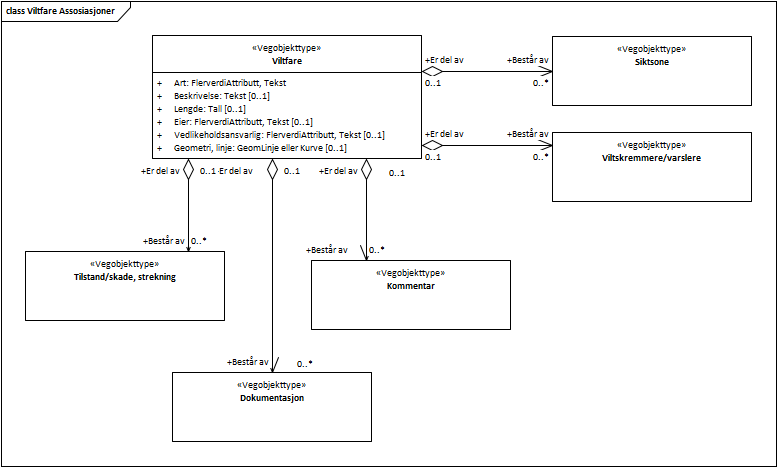 class Viltfare Assosiasjoner
«Vegobjekttype»
Viltfare
+ Art: FlerverdiAttributt, Tekst
+ Beskrivelse: Tekst [0..1]
+ Lengde: Tall [0..1]
+ Eier: FlerverdiAttributt, Tekst [0..1]
+ Vedlikeholdsansvarlig: FlerverdiAttributt, Tekst [0..1]
+ Geometri, linje: GeomLinje eller Kurve [0..1]
+Er del av
0..1
+Består av
0..*
«Vegobjekttype»
Siktsone
+Er del av
0..1
+Består av
0..*
«Vegobjekttype»
Viltskremmere/varslere
+Er del av
0..1
+Består av
0..*
«Vegobjekttype»
Tilstand/skade, strekning
·Er del av
0..1
+Består av
0..*
«Vegobjekttype»
Dokumentasjon
+Er del av
0..1
+Består av
0..*
«Vegobjekttype»
Kommentar